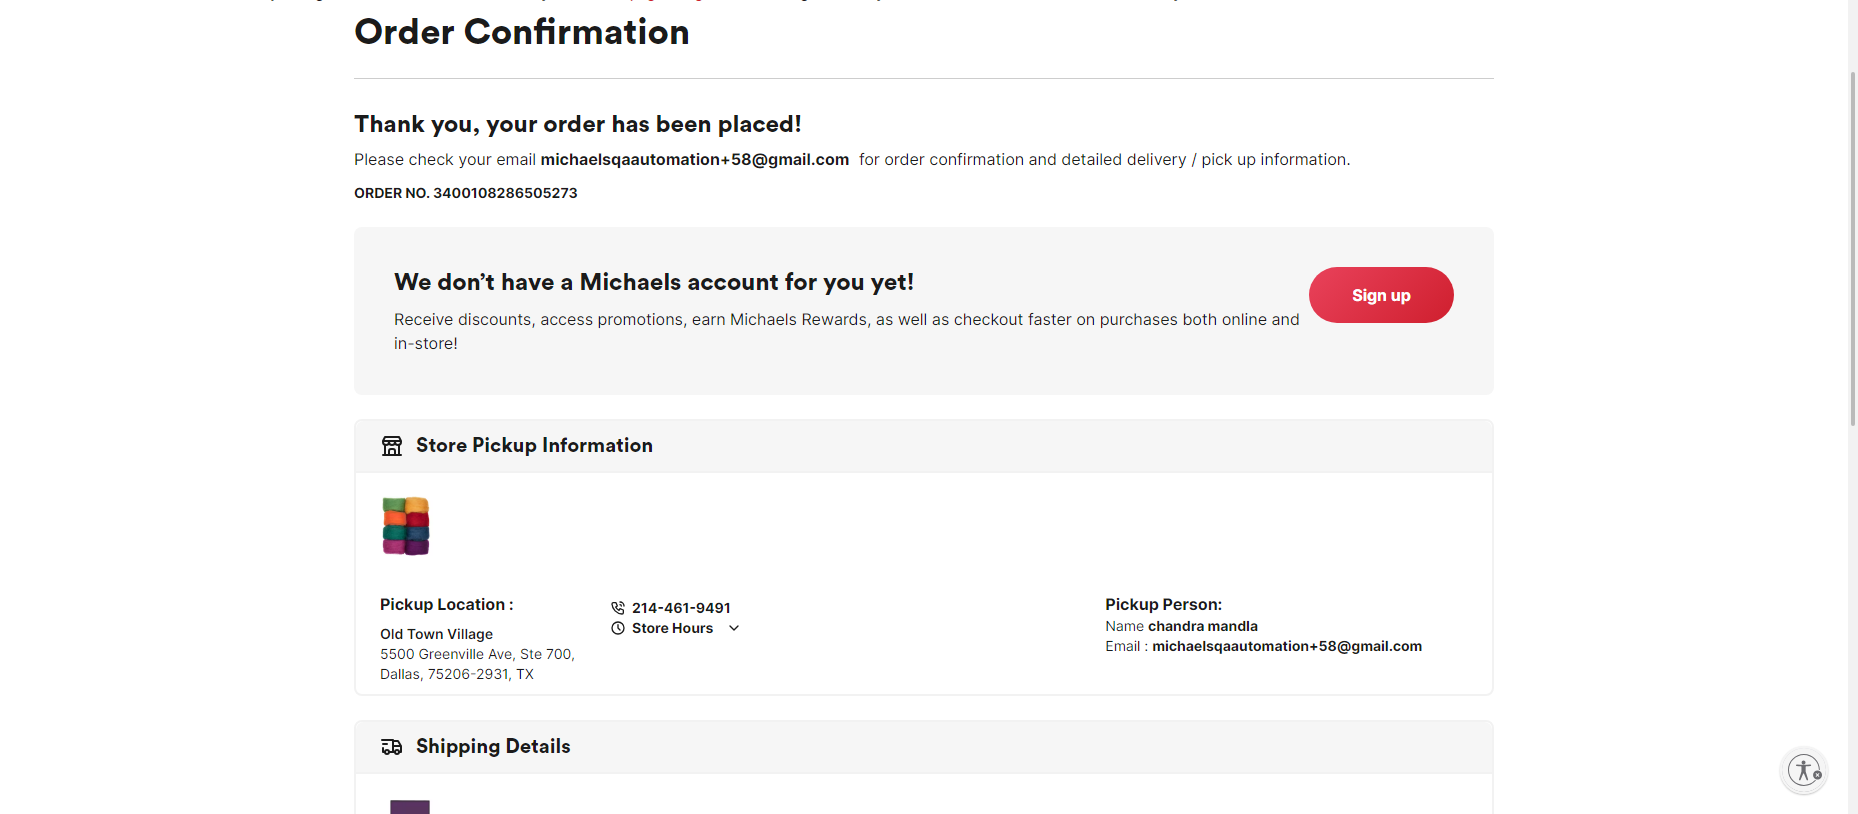 Order Confirmation
Thank you, your order has been placed!
Please check your email michaelsqaautomation+58@gmail.com for order confirmation and detailed delivery / pick up information.
ORDER NO. 3400108286505273
We don’t have a Michaels account for you yet!
Sign up
Receive discounts, access promotions, earn Michaels Rewards, as well as checkout faster on purchases both online and
in-store!
Store Pickup Information
Pickup Location :
Old Town Village
5500 Greenville Ave, Ste 700,
Dallas, 75206-2931, TX
214-461-9491
Store Hours
Pickup Person:
Name chandra mandla
Email : michaelsqaautomation+58@gmail.com
Shipping Details